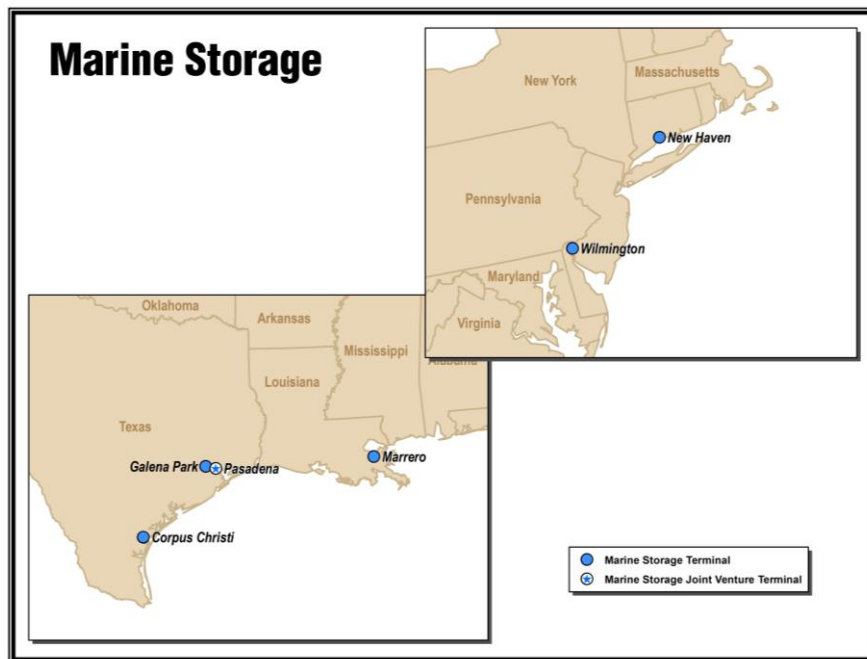 Marine Storage
New York
Massachusetts
New Haven
Pennsylvania
Wilmington
Maryland
Virginia
Oklahoma
Arkansas
Mississippi
Alabama
Louisiana
Texas
Galena Park
Pasadena
Marrero
Corpus Christi
Marine Storage Terminal
Marine Storage Joint Venture Terminal